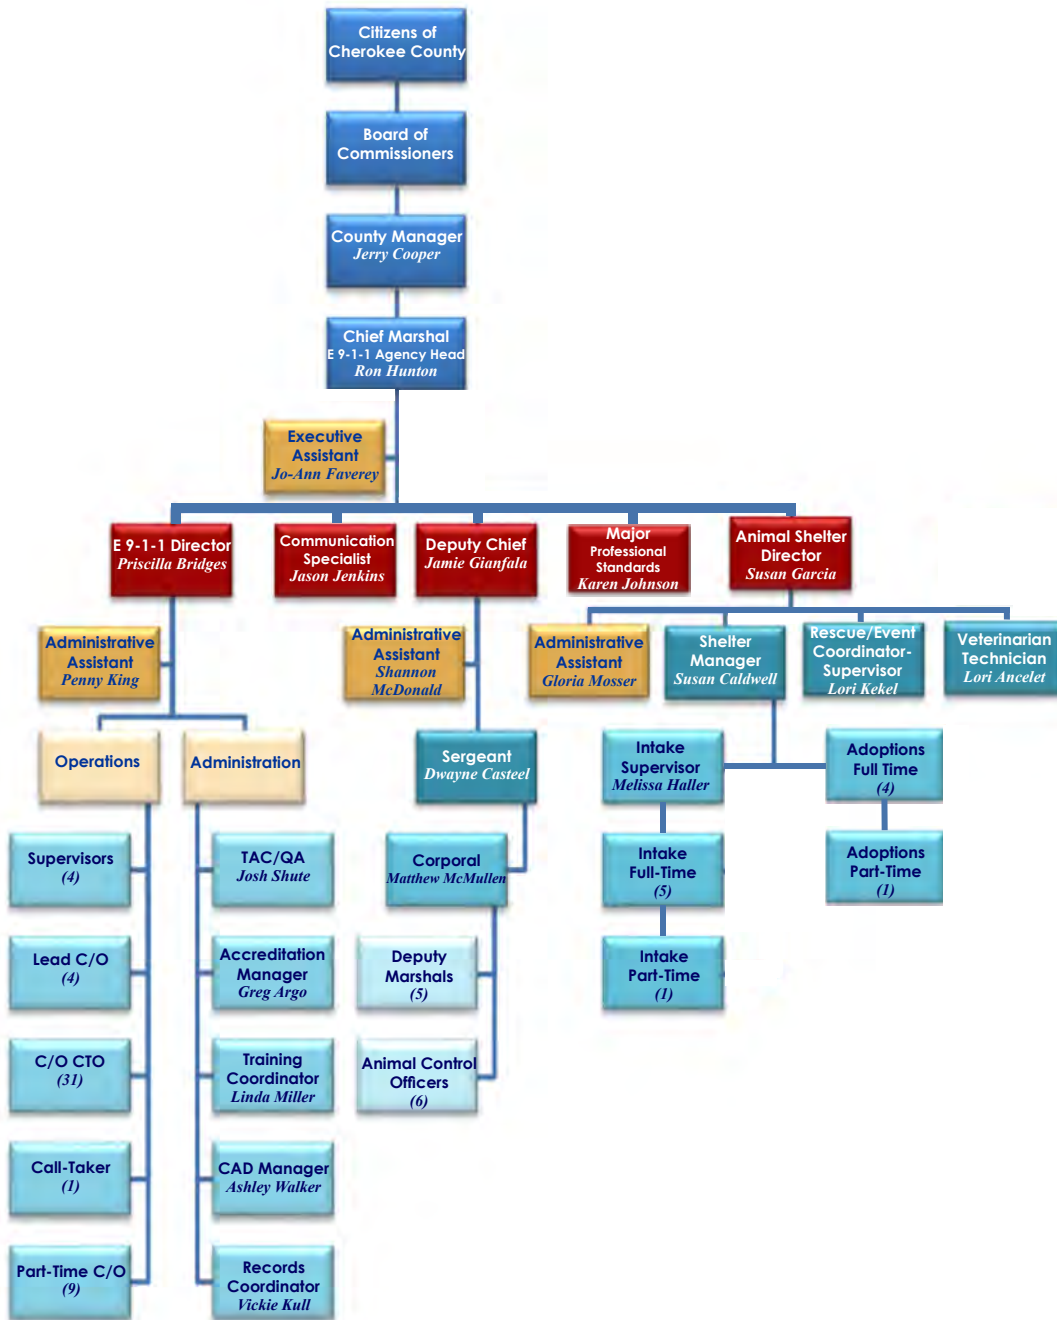 Citizens of
Cherokee County
Board of
Commissioners
County Manager
Jerry Cooper
Chief Marshal
E 9-1-1 Agency Head
Ron Hunton
Executive
Assistant
Jo-Ann Faverey
E 9-1-1 Director
Priscilla Bridges
Communication
Specialist
Jason Jenkins
Deputy Chief
Jamie Gianfala
Major
Professional
Standards
Karen Johnson
Animal Shelter
Director
Susan Garcia
Administrative
Assistant
Penny King
Administrative
Assistant
Shannon
McDonald
Administrative
Assistant
Gloria Mosser
Shelter
Manager
Susan Caldwell
Rescue/Event
Coordinator-
Supervisor
Lori Kekel
Veterinarian
Technician
Lori Ancelet
Operations
Administration
Sergeant
Dwayne Casteel
Intake
Supervisor
Melissa Haller
Adoptions
Full Time
(4)
Supervisors
(4)
TAC/QA
Josh Shute
Corporal
Matthew McMullen
Intake
Full-Time
(5)
Adoptions
Part-Time
(1)
Lead C/O
(4)
Accreditation
Manager
Greg Argo
Deputy
Marshals
(5)
Intake
Part-Time
(1)
C/O CTO
(31)
Training
Coordinator
Linda Miller
Animal Control
Officers
(6)
Call-Taker
(1)
CAD Manager
Ashley Walker
Part-Time C/O
(9)
Records
Coordinator
Vickie Kull